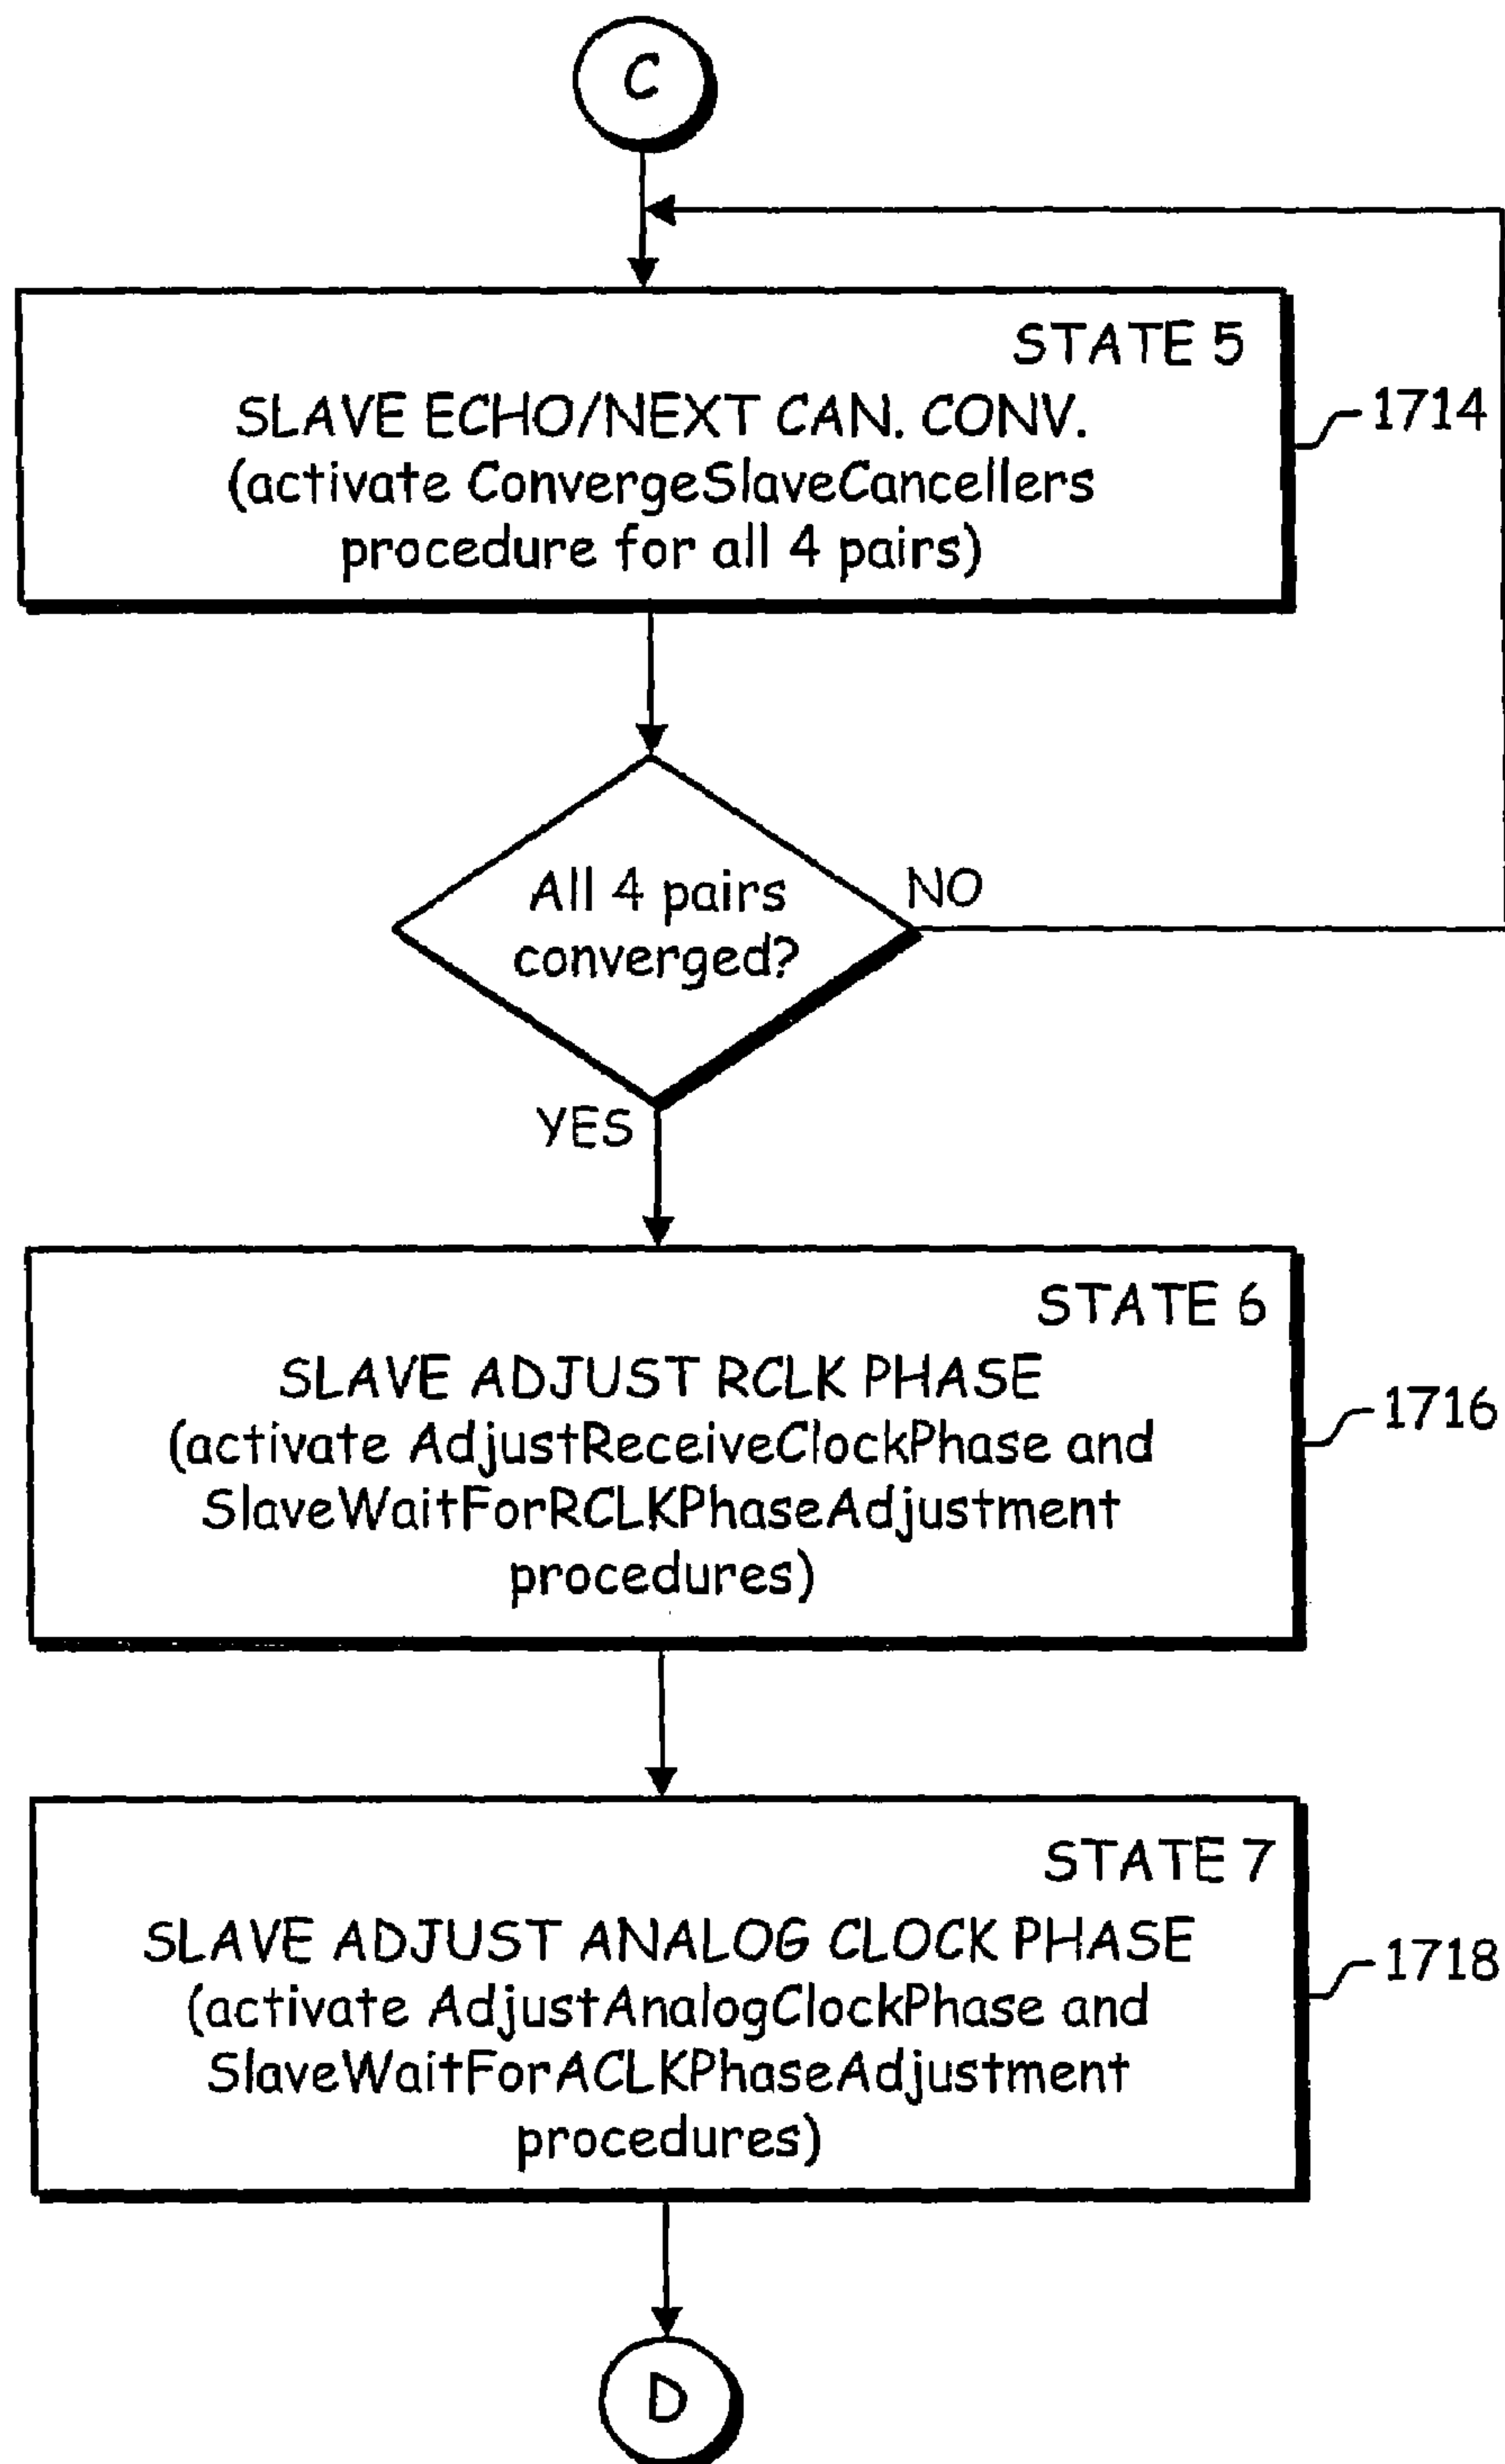 C
STATE 5
SLAVE ECHO/NEXT CAN. CONV.
(activate ConvergeSlaveCancellers
procedure for all 4 pairs)
1714
All 4 pairs
converged?
NO
YES
STATE 6
SLAVE ADJUST RCLK PHASE
(activate AdjustReceiveClockPhase and
SlaveWaitForRCLKPhaseAdjustment
procedures)
1716
STATE 7
SLAVE ADJUST ANALOG CLOCK PHASE
(activate AdjustAnalogClockPhase and
SlaveWaitForACLKPhaseAdjustment
procedures)
1718
D